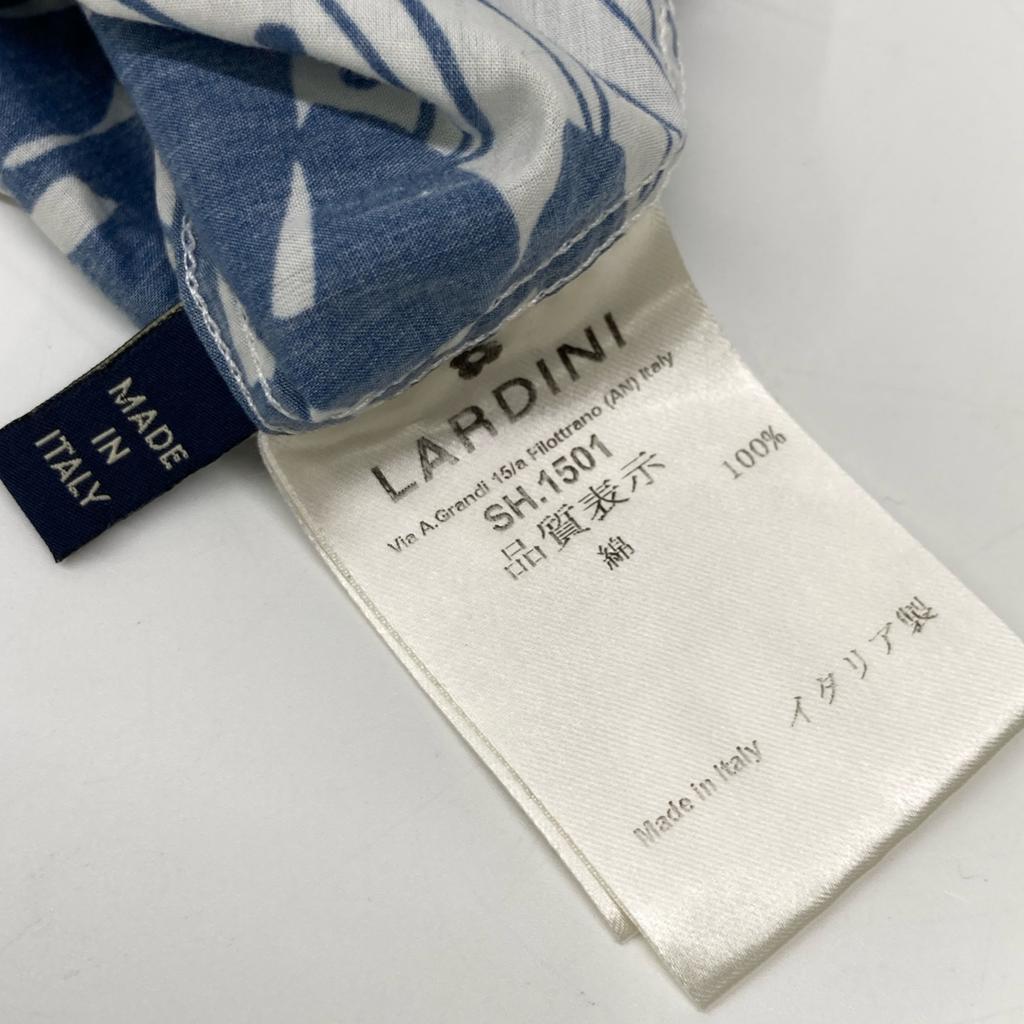 MADE
IN
ITALY
LARDINI
Via A.Grandi 15/a Filottrano (AN) Italy
SH.1501
品質表示
綿 100%
イタリア製
Made in Italy